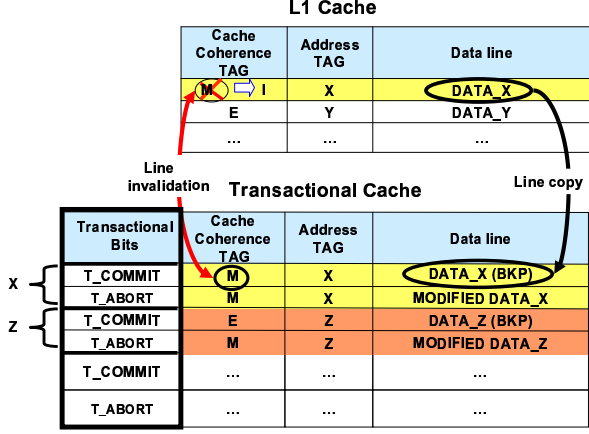 L1 Cache
Cache Coherence TAG Address TAG Data line
M I X DATA_X
E Y DATA_Y
... ... ...
Line invalidation
Line copy
Transactional Cache
Transactional Bits Cache Coherence TAG Address TAG Data line
X
T_COMMIT M X DATA_X (BKP)
T_ABORT M X MODIFIED DATA_X
Z
T_COMMIT E Z DATA_Z (BKP)
T_ABORT M Z MODIFIED DATA_Z
T_COMMIT ... ... ...
T_ABORT ... ... ...